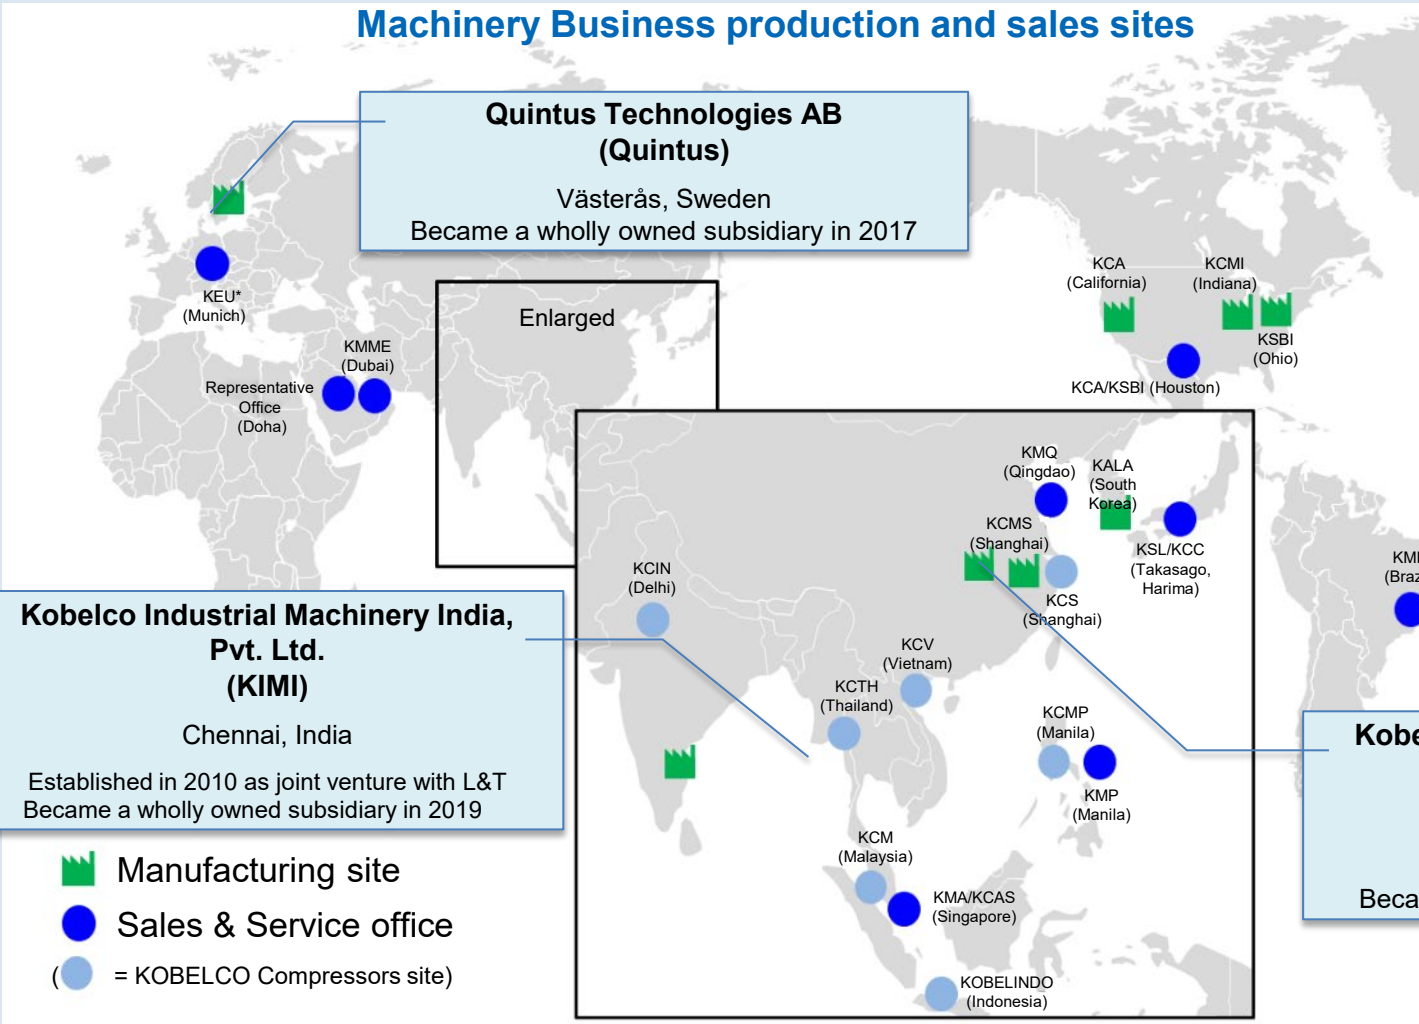 Machinery Business production and sales sites
Quintus Technologies AB
(Quintus)
Västerås, Sweden
Became a wholly owned subsidiary in 2017
KEU*
(Munich)
KMME
(Dubai)
Representative
Office
(Doha)
Enlarged
KCA
(California)
KCMI
(Indiana)
KSBI
(Ohio)
KCA/KSBI (Houston)
KMQ
(Qingdao)
KALA
(South
Korea)
KCMS
(Shanghai)
KSL/KCC
(Takasago,
Harima)
KCS
(Shanghai)
KCIN
(Delhi)
KCV
(Vietnam)
KCTH
(Thailand)
KCMP
(Manila)
KMP
(Manila)
KCM
(Malaysia)
KMA/KCAS
(Singapore)
KOBELINDO
(Indonesia)
Kobelco Industrial Machinery India,
Pvt. Ltd.
(KIMI)
Chennai, India
Established in 2010 as joint venture with L&T
Became a wholly owned subsidiary in 2019
Manufacturing site
Sales & Service office
( = KOBELCO Compressors site)